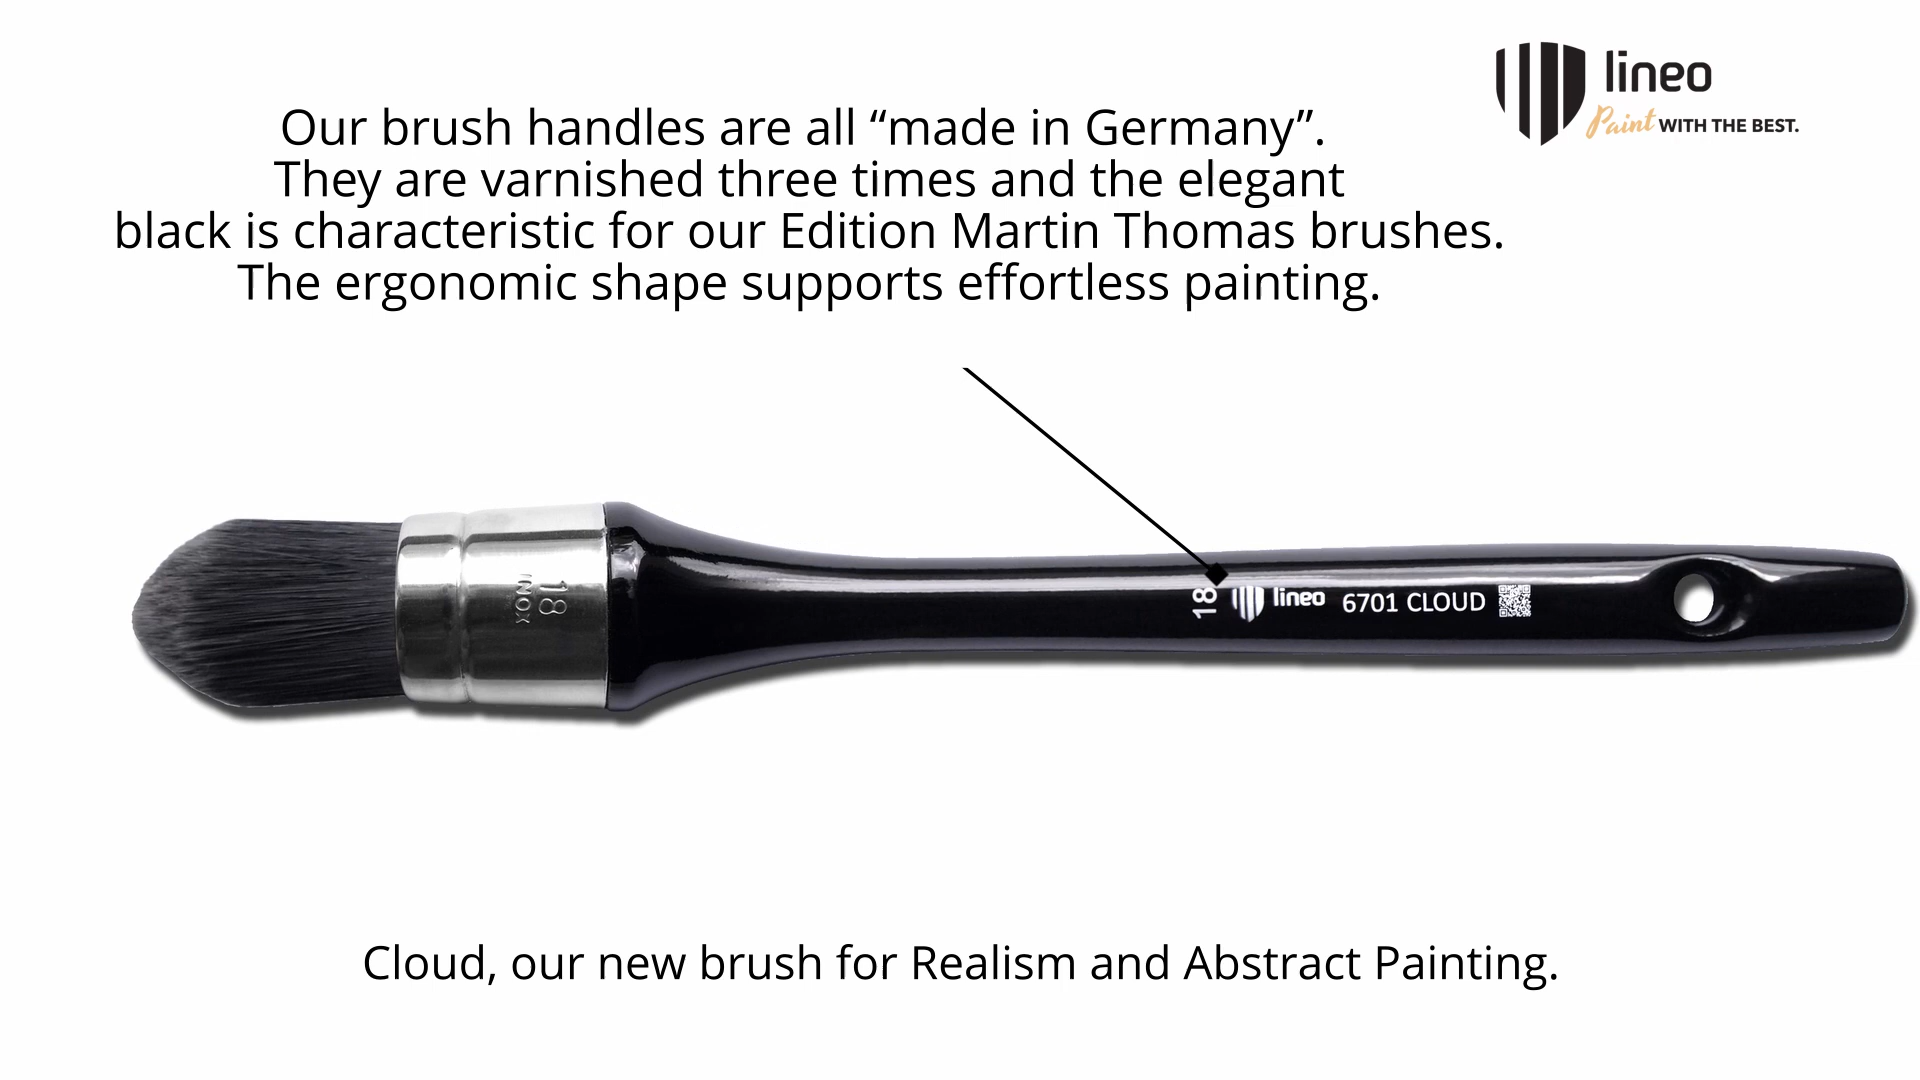 lineo
Paint WITH THE BEST.
Our brush handles are all “made in Germany”.
They are varnished three times and the elegant
black is characteristic for our Edition Martin Thomas brushes.
The ergonomic shape supports effortless painting.
18
INOX
18 lineo 6701 CLOUD
Cloud, our new brush for Realism and Abstract Painting.